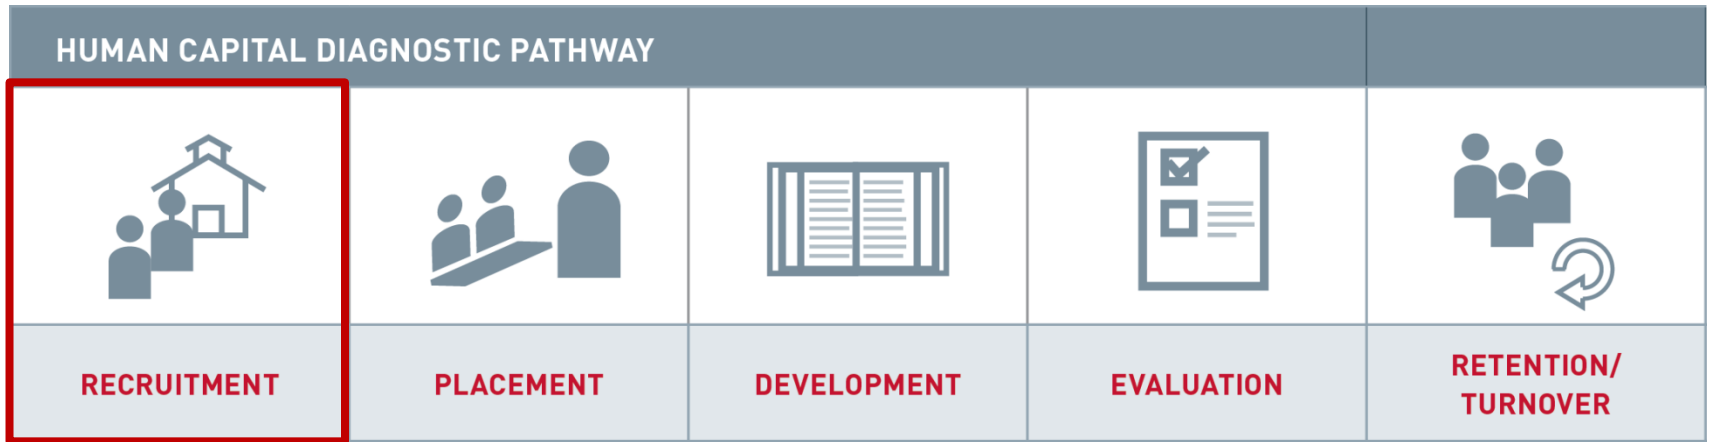 HUMAN CAPITAL DIAGNOSTIC PATHWAY
RECRUITMENT
PLACEMENT
DEVELOPMENT
EVALUATION
RETENTION/
TURNOVER